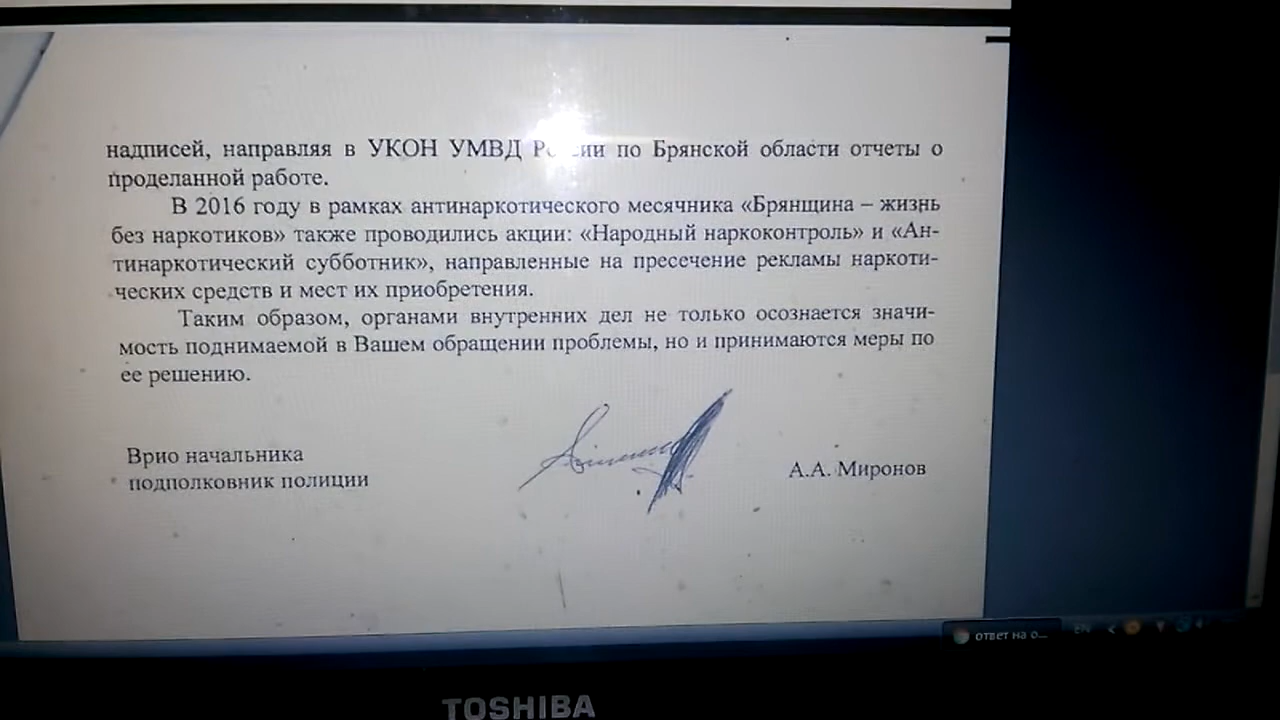 надписей, направляя в УКОН УМВД России по Брянской области отчеты о
проделанной работе.
В 2016 году в рамках антинаркотического месячника «Брянщина – жизнь
без наркотиков» также проводились акции: «Народный наркоконтроль» и «Ан-
тинаркотический субботник», направленные на пресечение рекламы наркоти-
ческих средств и мест их приобретения.
Таким образом, органами внутренних дел не только осознается значи-
мость поднимаемой в Вашем обращении проблемы, но и принимаются меры по
ее решению.
Врио начальника
подполковник полиции
А.А. Миронов
ответ на о...
EN
TOSHIBA